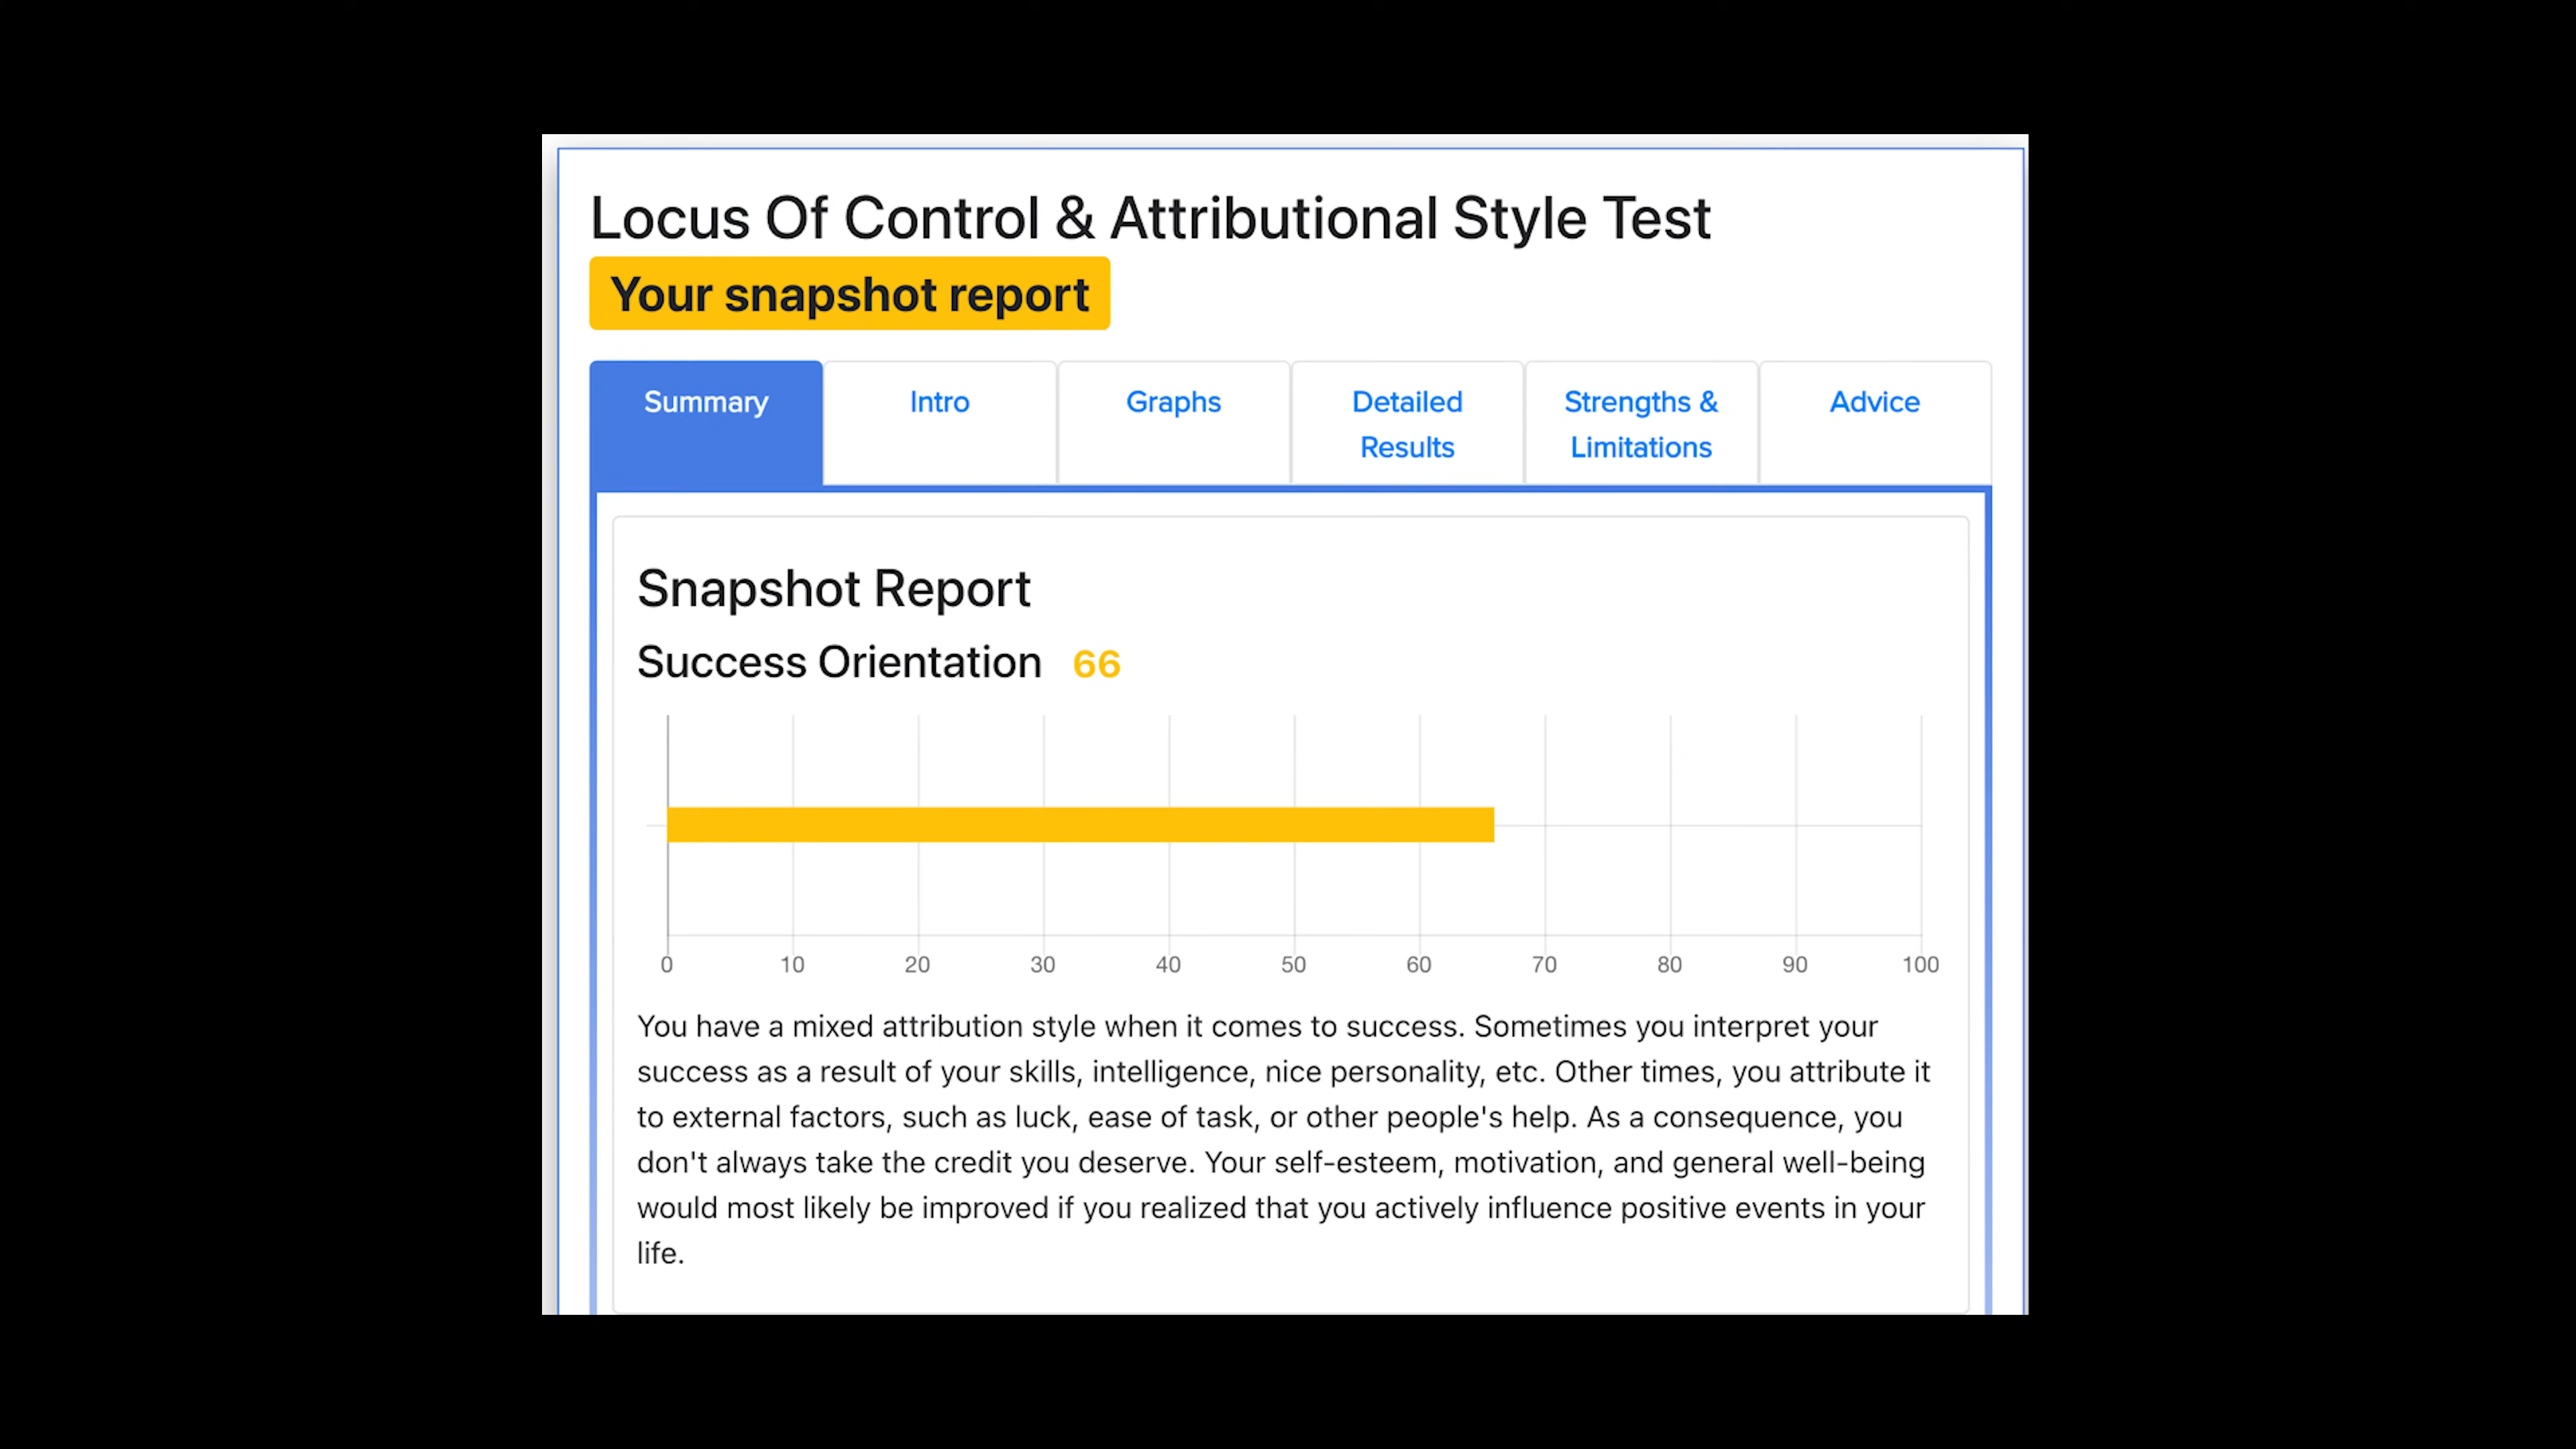 Locus Of Control & Attributional Style Test
Your snapshot report
Summary
Intro
Graphs
Detailed
Results
Strengths &
Limitations
Advice
Snapshot Report
Success Orientation 66
0 10 20 30 40 50 60 70 80 90 100
You have a mixed attribution style when it comes to success. Sometimes you interpret your
success as a result of your skills, intelligence, nice personality, etc. Other times, you attribute it
to external factors, such as luck, ease of task, or other people's help. As a consequence, you
don't always take the credit you deserve. Your self-esteem, motivation, and general well-being
would most likely be improved if you realized that you actively influence positive events in your
life.